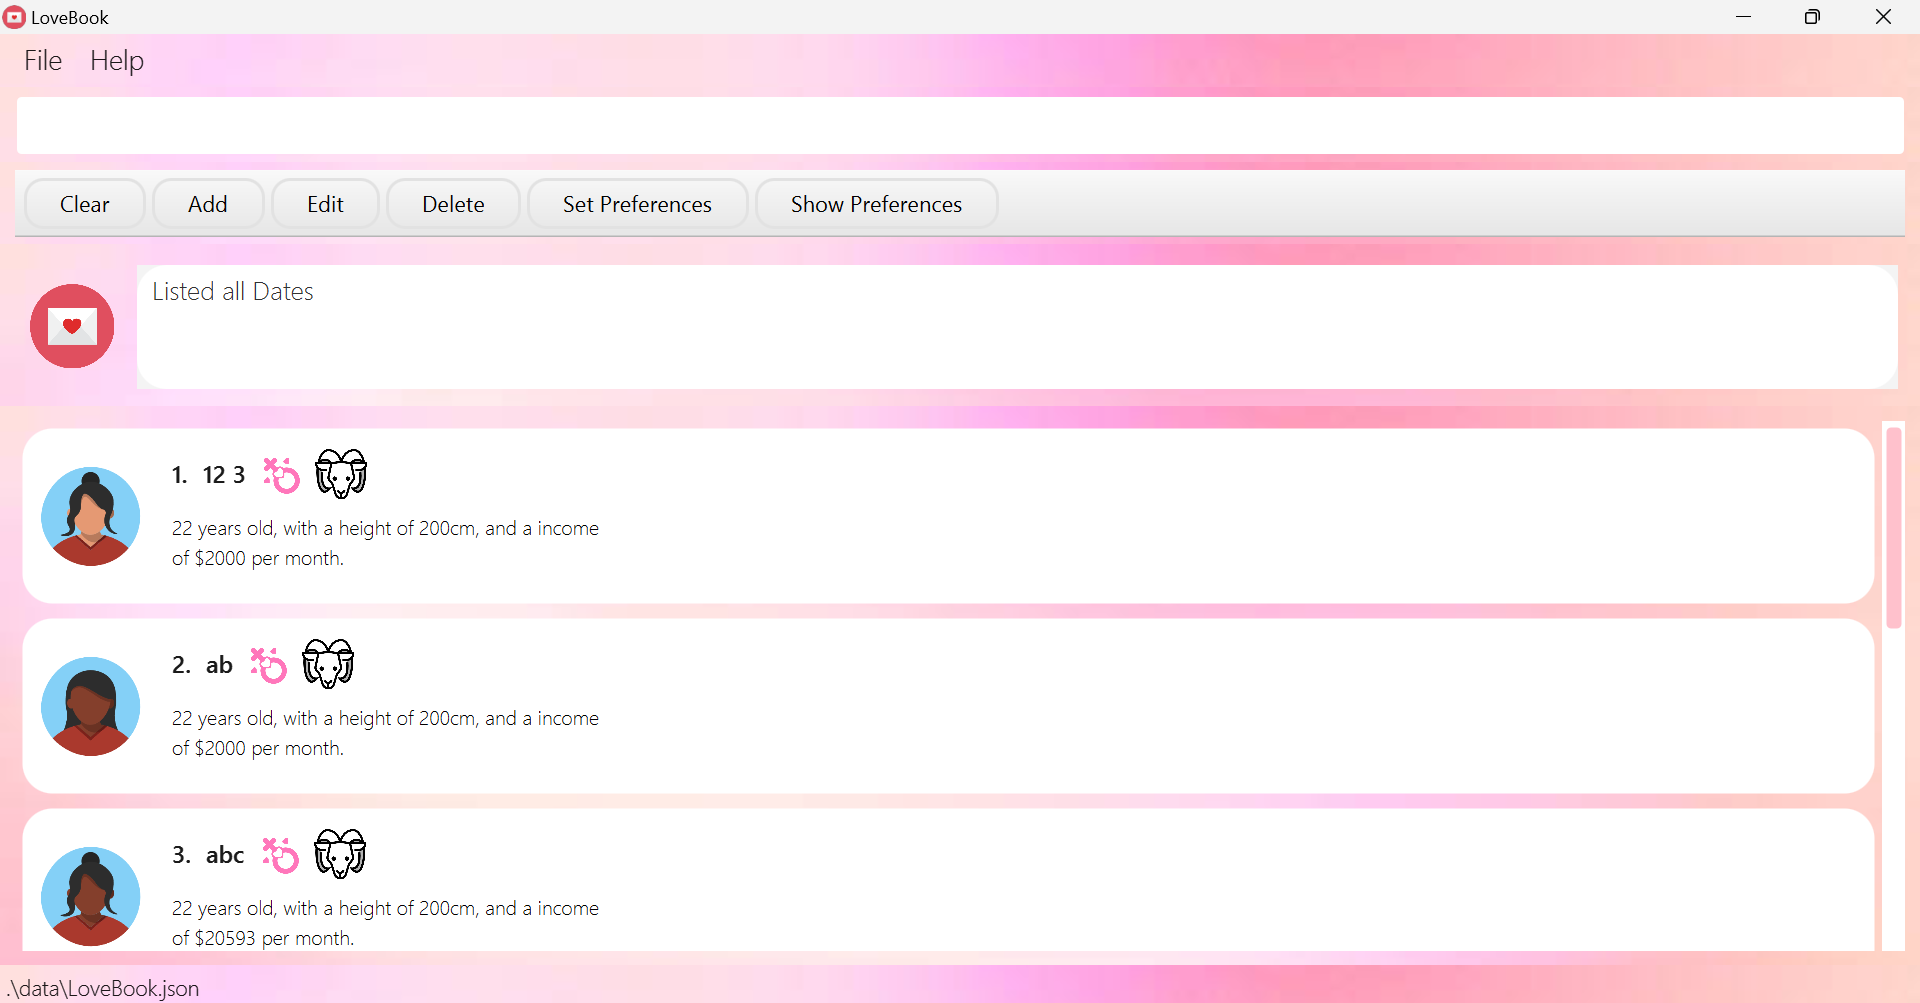 LoveBook
File Help
Clear Add Edit Delete Set Preferences Show Preferences
Listed all Dates
1. 12 3
22 years old, with a height of 200cm, and a income
of $2000 per month.
2. ab
22 years old, with a height of 200cm, and a income
of $2000 per month.
3. abc
22 years old, with a height of 200cm, and a income
of $20593 per month.
.\data\LoveBook.json